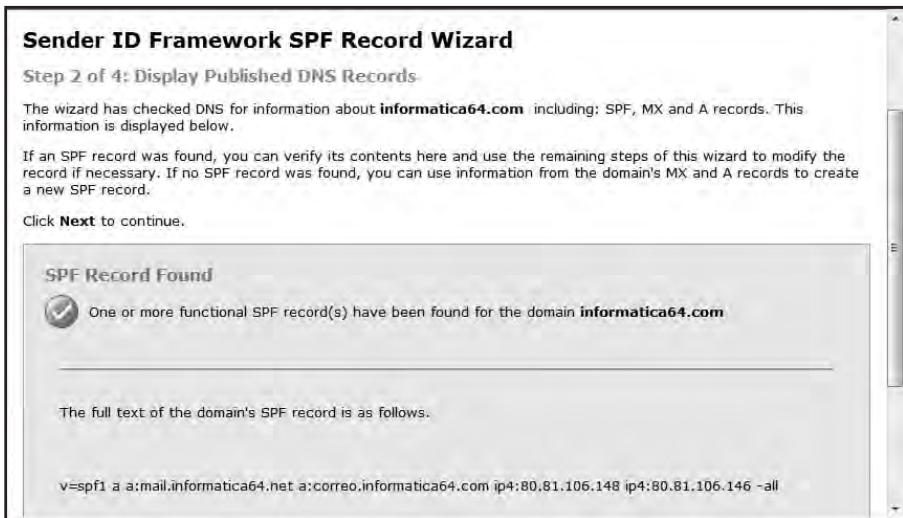 Sender ID Framework SPF Record Wizard
Step 2 of 4: Display Published DNS Records
The wizard has checked DNS for information about informatica64.com including: SPF, MX and A records. This
information is displayed below.
If an SPF record was found, you can verify its contents here and use the remaining steps of this wizard to modify the
record if necessary. If no SPF record was found, you can use information from the domain's MX and A records to create
a new SPF record.
Click Next to continue.
SPF Record Found
One or more functional SPF record(s) have been found for the domain informatica64.com
The full text of the domain's SPF record is as follows.
v=spf1 a a:mail.informatica64.net a:correo.informatica64.com ip4:80.81.106.148 ip4:80.81.106.146 -all